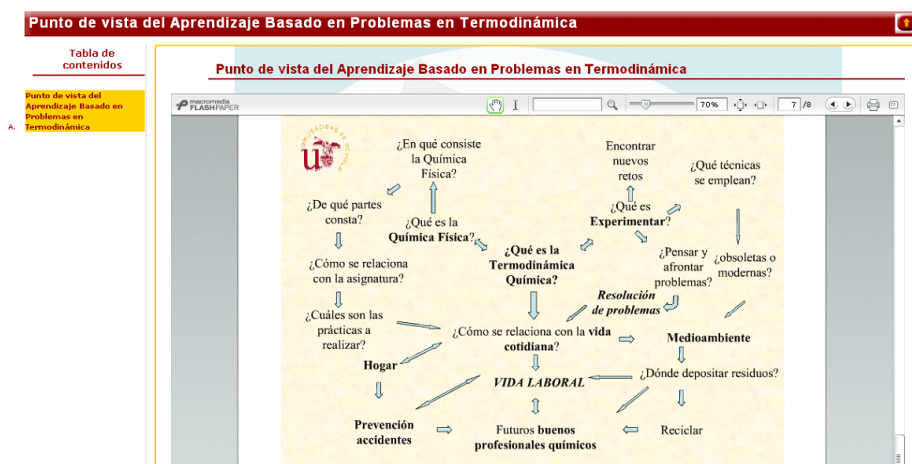 Punto de vista del Aprendizaje Basado en Problemas en Termodinámica
Tabla de
contenidos
A.
Punto de vista del
Aprendizaje Basado en
Problemas en
Termodinámica
Punto de vista del Aprendizaje Basado en Problemas en Termodinámica
macromedia
FLASHPAPER
70%
7 /8
¿En qué consiste
la Química
Física?
Encontrar
nuevos
retos
¿Qué técnicas
se emplean?
¿De qué partes
consta?
¿Qué es la
Química Física?
¿Qué es
Experimentar?
¿Qué es la
Termodinámica
Química?
¿Pensar y
afrontar
problemas?
¿obsoletas o
modernas?
¿Cómo se relaciona
con la asignatura?
Resolución
de problemas
¿Cuáles son las
prácticas a
realizar?
¿Cómo se relaciona con la vida
cotidiana?
Medioambiente
Hogar
VIDA LABORAL
¿Dónde depositar residuos?
Prevención
accidentes
Futuros buenos
profesionales químicos
Reciclar